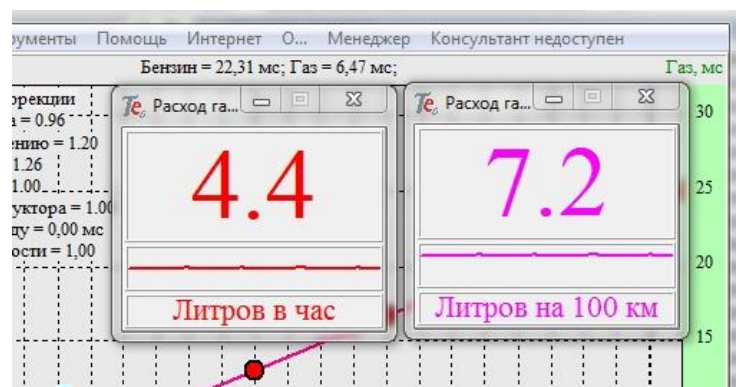 ументы Помощь Интернет О... Менеджер Консультант недоступен
Бензин = 22,31 мс; Газ = 6,47 мс;
Газ, мс
ррекции
а = 0.96
ению = 1.20
1.26
1.00
уктора = 1.00
ду = 0,00 мс
ости = 1,00
Расход га...
4.4
Литров в час
Расход га...
7.2
Литров на 100 км
30
25
20
15